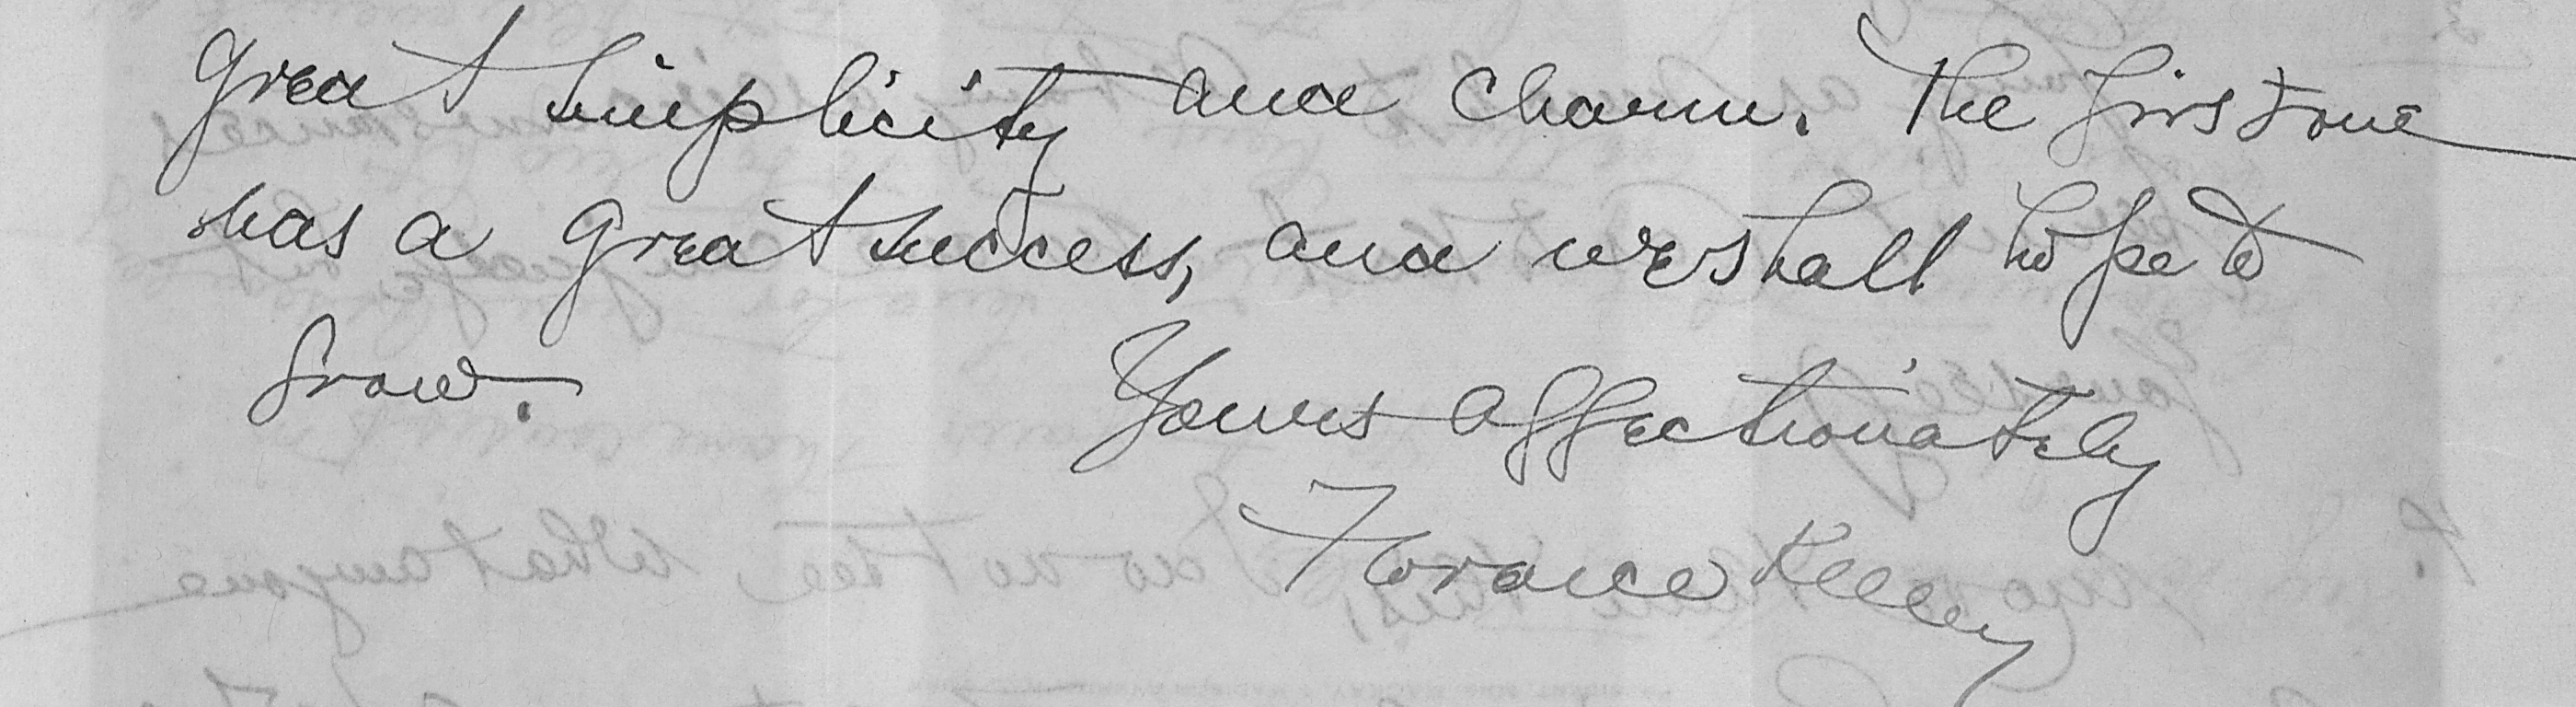 great simplicity and charm. The first one
was a great success, and we shall hope to
grow.
Yours affectionately
Florence Kelley